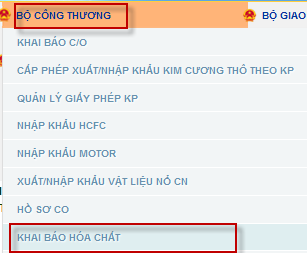 BỘ CÔNG THƯƠNG
BỘ GIAO
KHAI BÁO C/O
CẤP PHÉP XUẤT/NHẬP KHẨU KIM CƯƠNG THÔ THEO KP
QUẢN LÝ GIẤY PHÉP KP
NHẬP KHẨU HCFC
NHẬP KHẨU MOTOR
XUẤT/NHẬP KHẨU VẬT LIỆU NỔ CN
HỒ SƠ CO
KHAI BÁO HÓA CHẤT